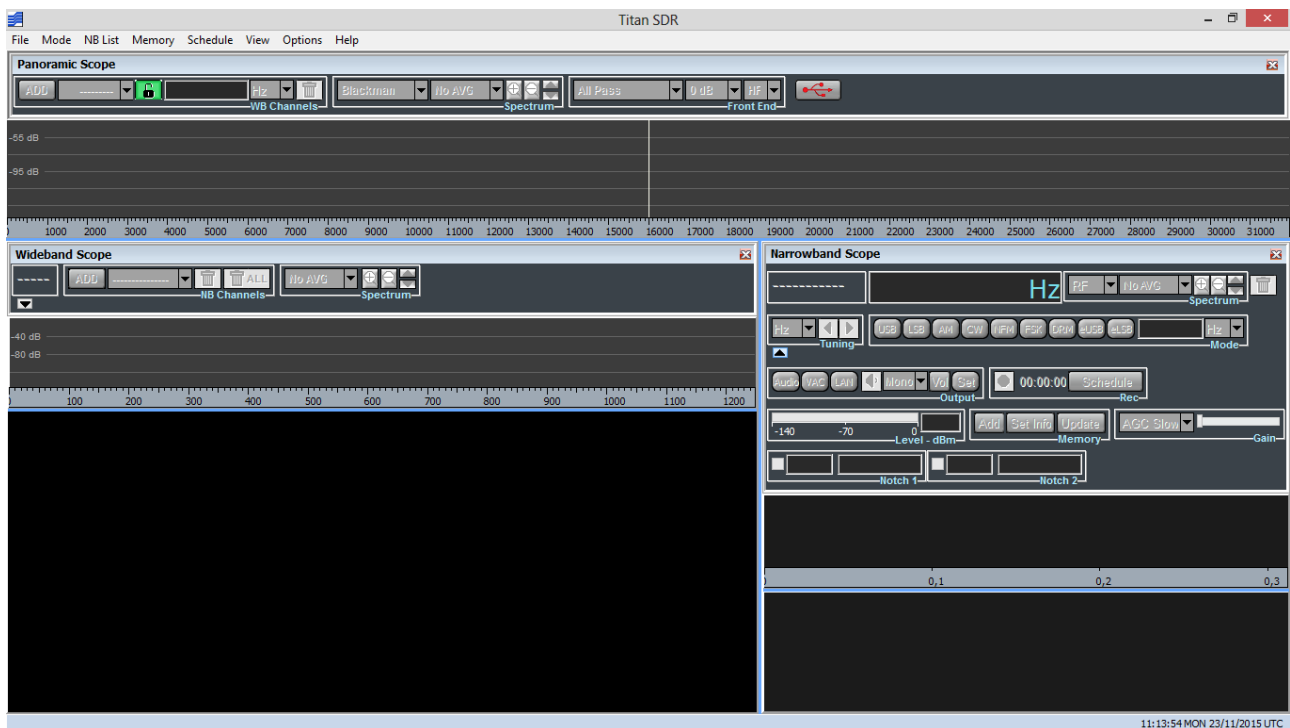 Titan SDR
File Mode NB List Memory Schedule View Options Help
Panoramic Scope
ADD --------- Hz Blackman No AVG All Pass 0 dB HF
WB Channels Spectrum Front End
-55 dB
-95 dB
1000 2000 3000 4000 5000 6000 7000 8000 9000 10000 11000 12000 13000 14000 15000 16000 17000 18000 19000 20000 21000 22000 23000 24000 25000 26000 27000 28000 29000 30000 31000
Wideband Scope
----- ADD --------------- ALL No AVG
NB Channels Spectrum
-40 dB
-80 dB
100 200 300 400 500 600 700 800 900 1000 1100 1200
Narrowband Scope
----------- Hz RF No AVG
Spectrum
Hz USB LSB AM CW NFM FSK DRM eUSB eLSB Hz
Tuning Mode
Audio VAC LAN Mono Vol Set 00:00:00 Schedule
Output Rec
-140 -70 0 Add Set Info Update AGC Slow
Level - dBm Memory Gain
Notch 1 Notch 2
0,1 0,2 0,3
11:13:54 MON 23/11/2015 UTC